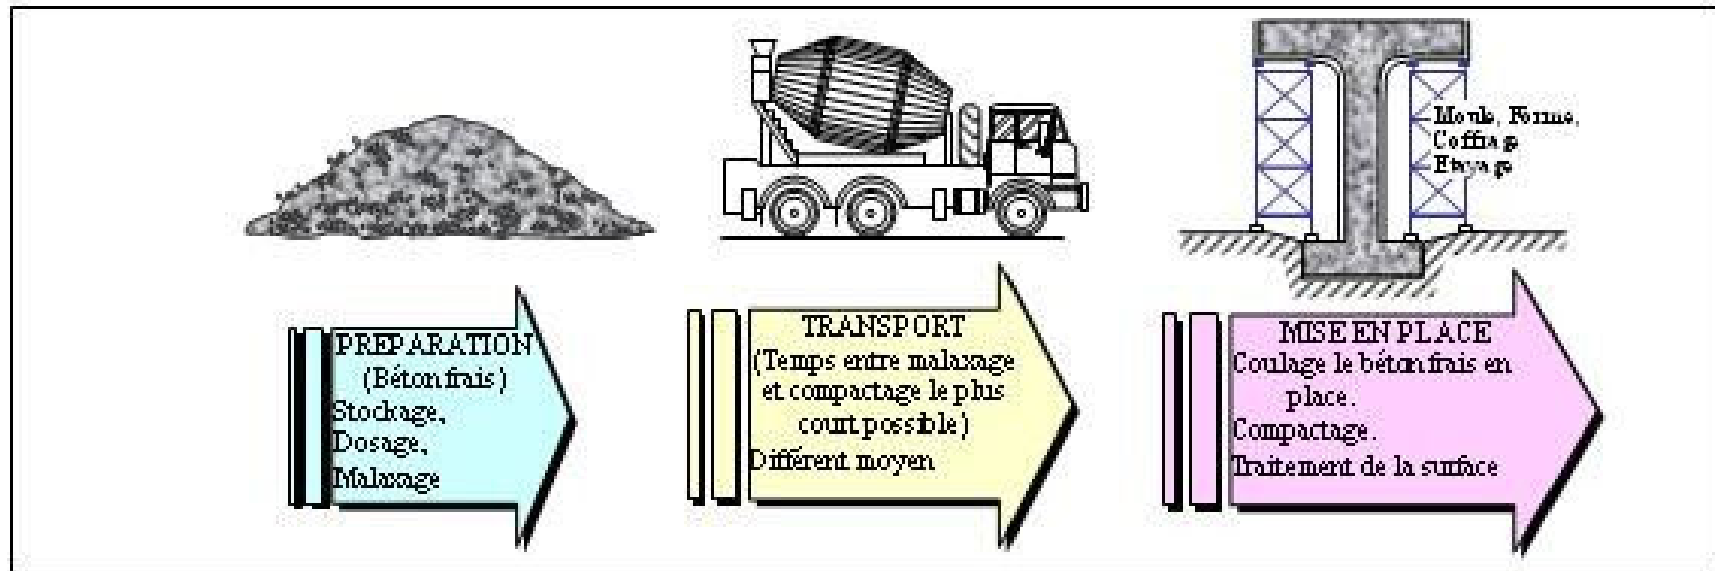 Moule, Forme,
Coffrage
Etayage
PREPARATION
(Béton frais)
Stockage,
Dosage,
Malaxage
TRANSPORT
(Temps entre malaxage
et compactage le plus
court possible)
Différent moyen
MISE EN PLACE
Coulage le béton frais en
place.
Compactage.
Traitement de la surface